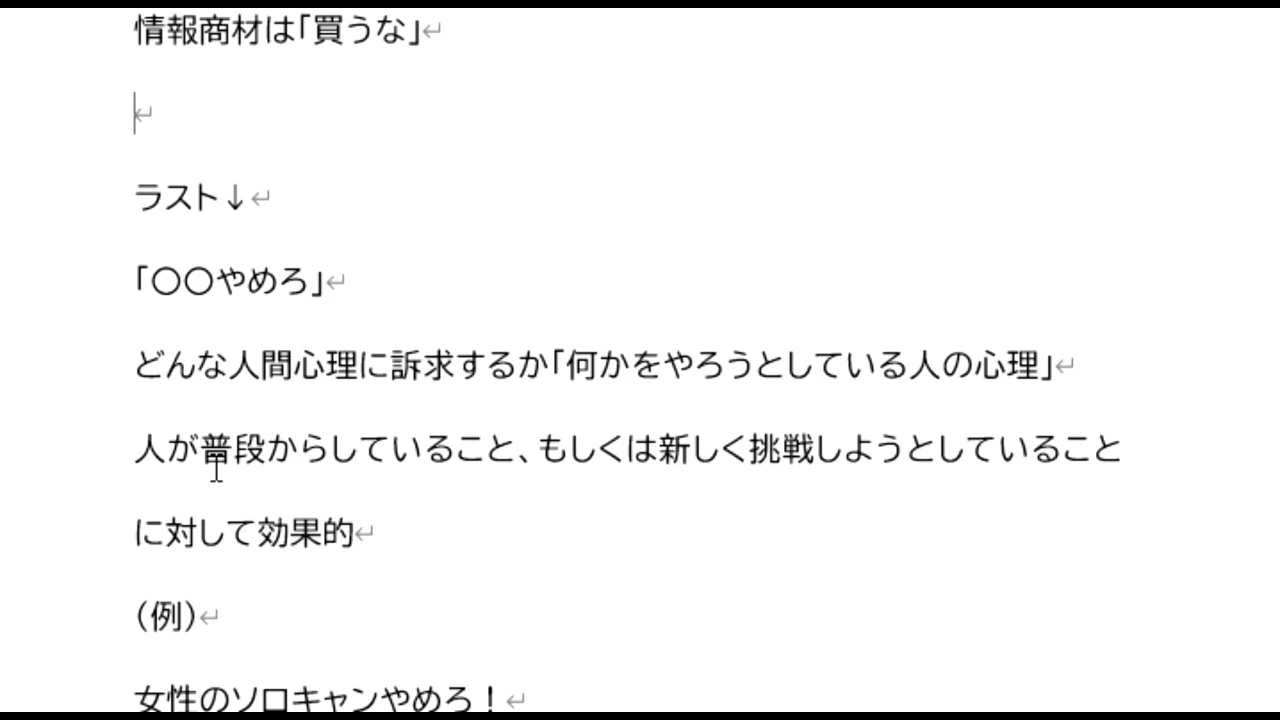 情報商材は「買うな」↵
↵
ラスト↓↵
「〇〇やめろ」↵
どんな人間心理に訴求するか「何かをやろうとしている人の心理」↵
人が普段からしていること、もしくは新しく挑戦しようとしていること
に対して効果的↵
（例）↵
女性のソロキャンやめろ！↵